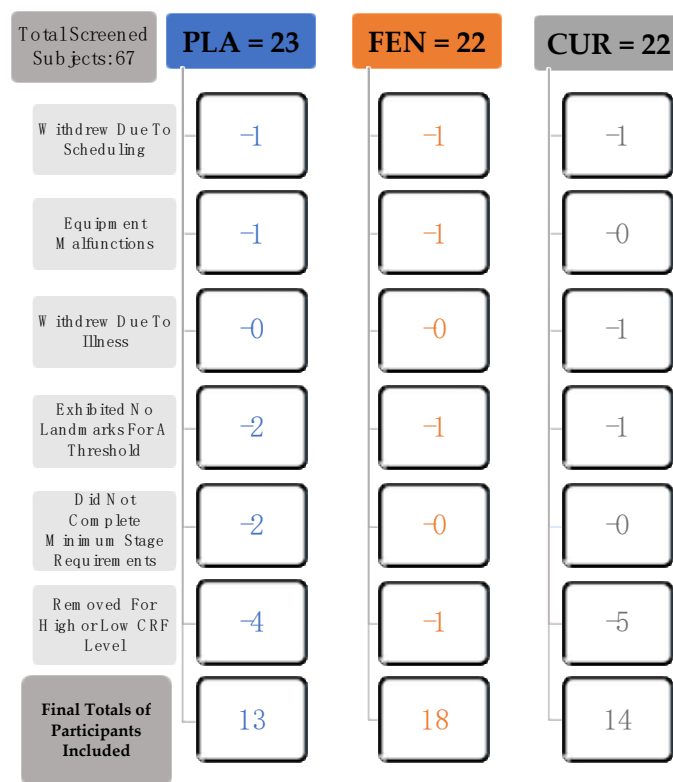 Total Screened
Subjects: 67
PLA = 23
FEN = 22
CUR = 22
Withdrew Due To
Scheduling
-1
-1
-1
Equipment
Malfunctions
-1
-1
-0
Withdrew Due To
Illness
-0
-0
-1
Exhibited No
Landmarks For A
Threshold
-2
-1
-1
Did Not
Complete
Minimum Stage
Requirements
-2
-0
-0
Removed For
High or Low CRF
Level
-4
-1
-5
Final Totals of
Participants
Included
13
18
14